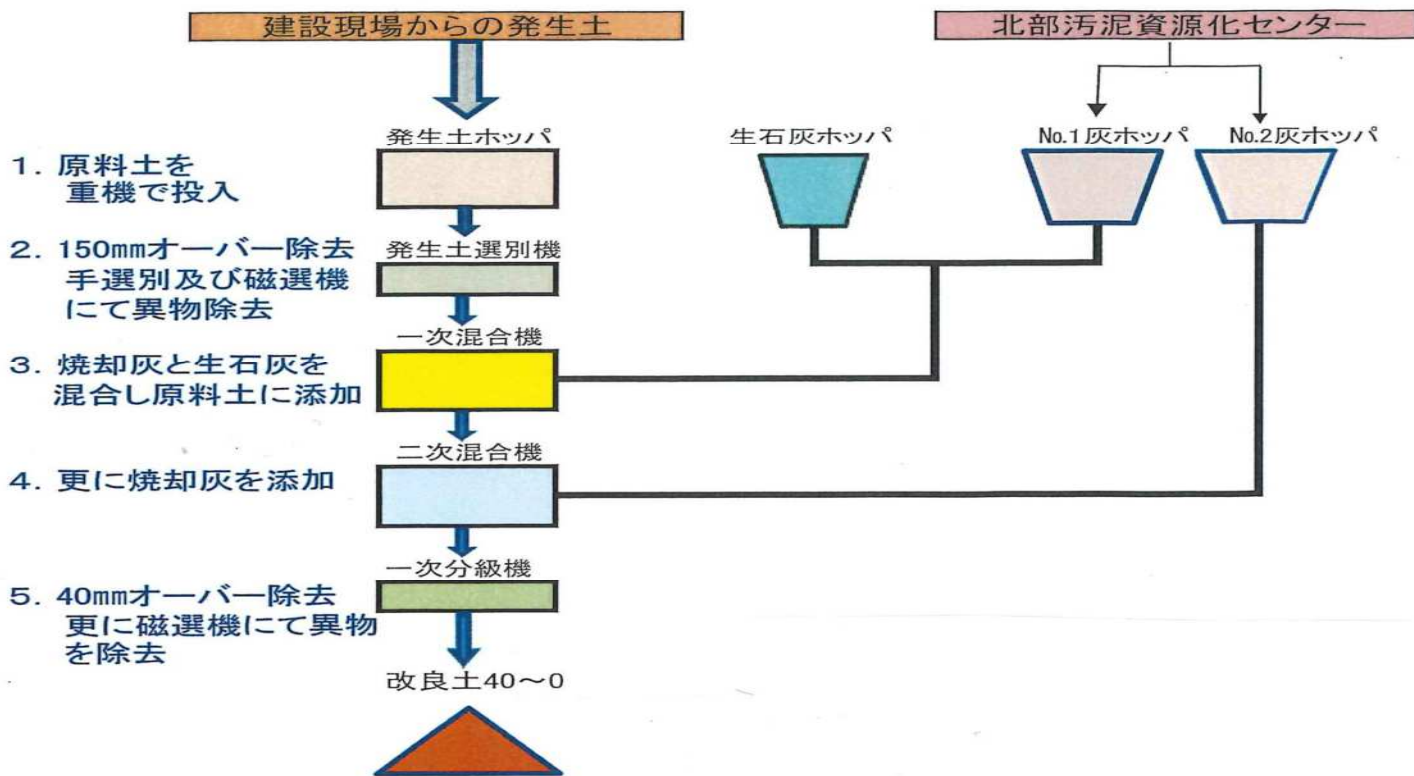 建設現場からの発生土
北部汚泥資源化センター
発生土ホッパ
生石灰ホッパ
No.1灰ホッパ
No.2灰ホッパ
1. 原料土を
重機で投入
2. 150mmオーバー除去
手選別及び磁選機
にて異物除去
発生土選別機
一次混合機
3. 焼却灰と生石灰を
混合し原料土に添加
二次混合機
4. 更に焼却灰を添加
一次分級機
5. 40mmオーバー除去
更に磁選機にて異物
を除去
改良土40～0